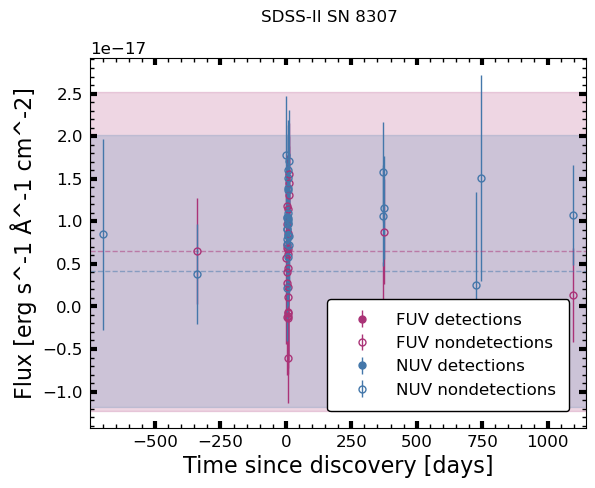 SDSS-II SN 8307
1e−17
2.5
2.0
1.5
1.0
0.5
0.0
−0.5
−1.0
Flux [erg s^-1 Å^-1 cm^-2]
FUV detections
FUV nondetections
NUV detections
NUV nondetections
−500 −250 0 250 500 750 1000
Time since discovery [days]